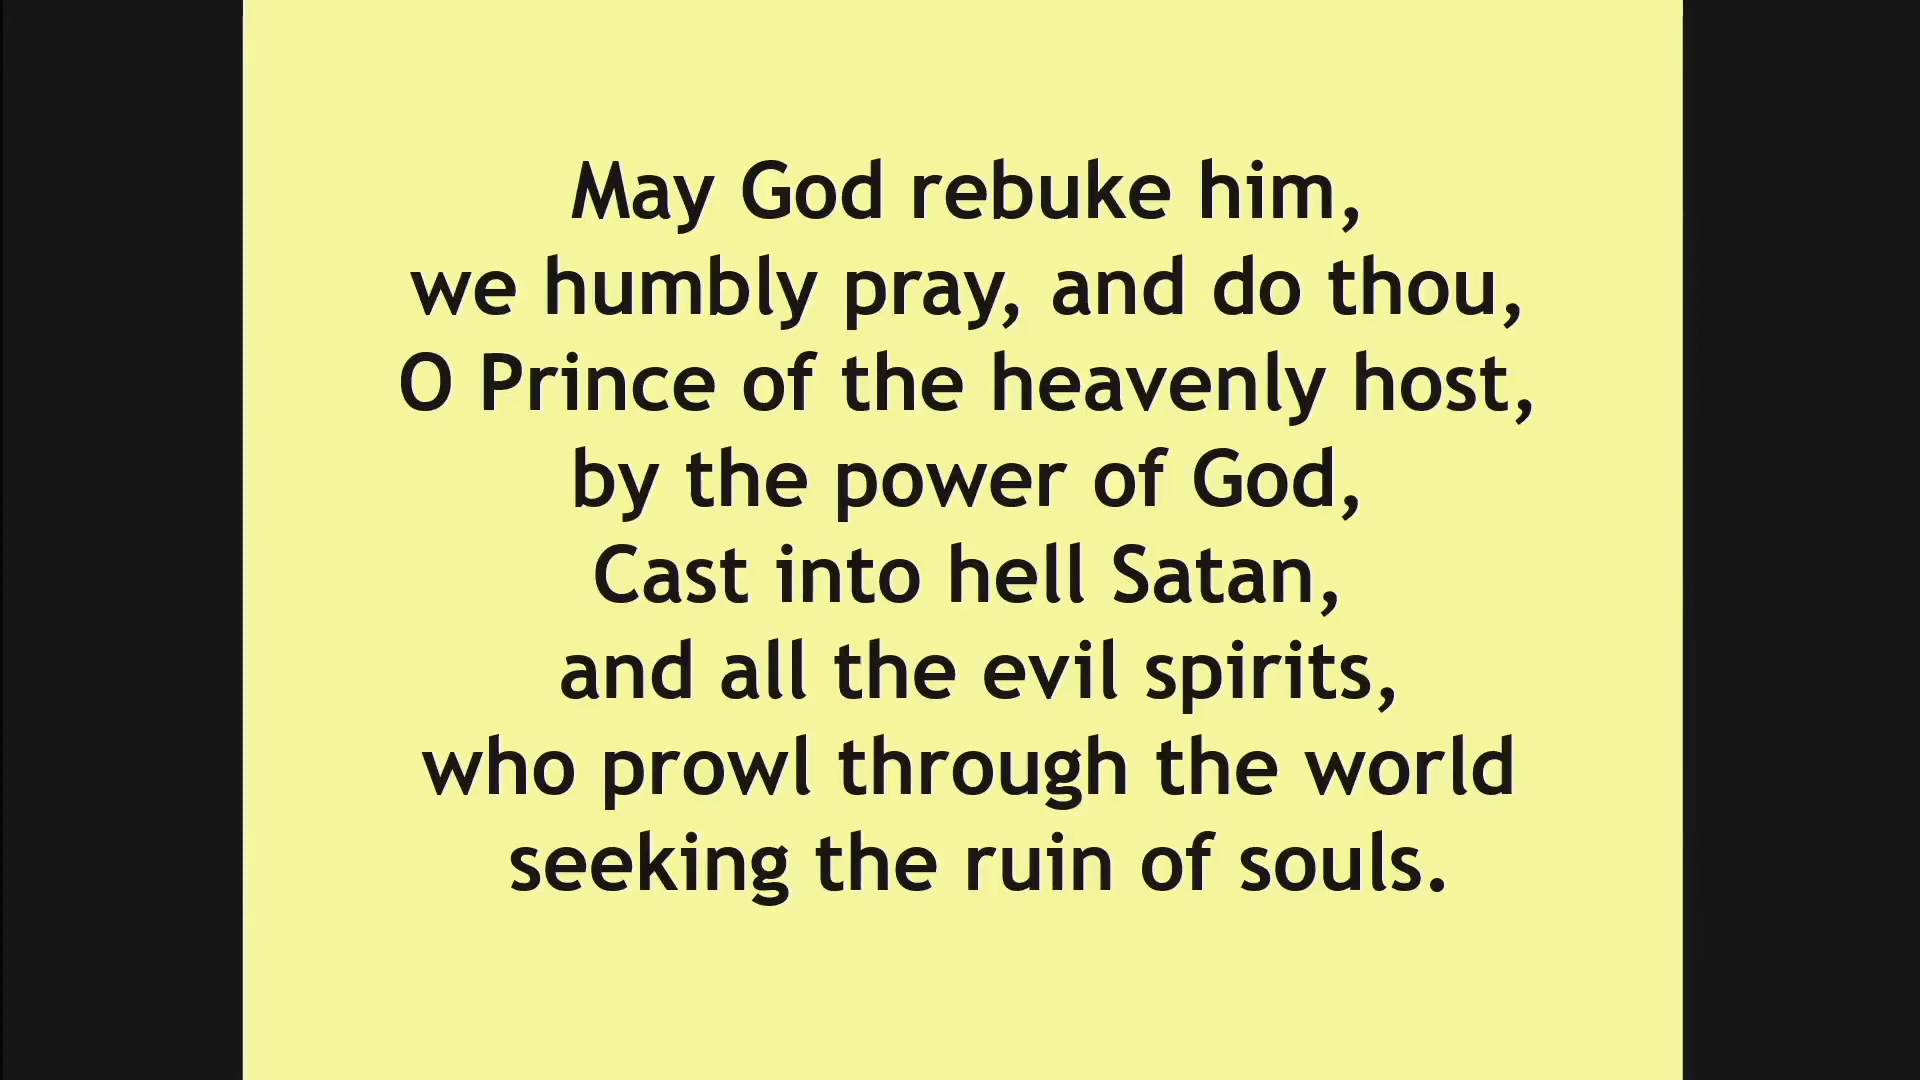 May God rebuke him,
we humbly pray, and do thou,
O Prince of the heavenly host,
by the power of God,
Cast into hell Satan,
and all the evil spirits,
who prowl through the world
seeking the ruin of souls.